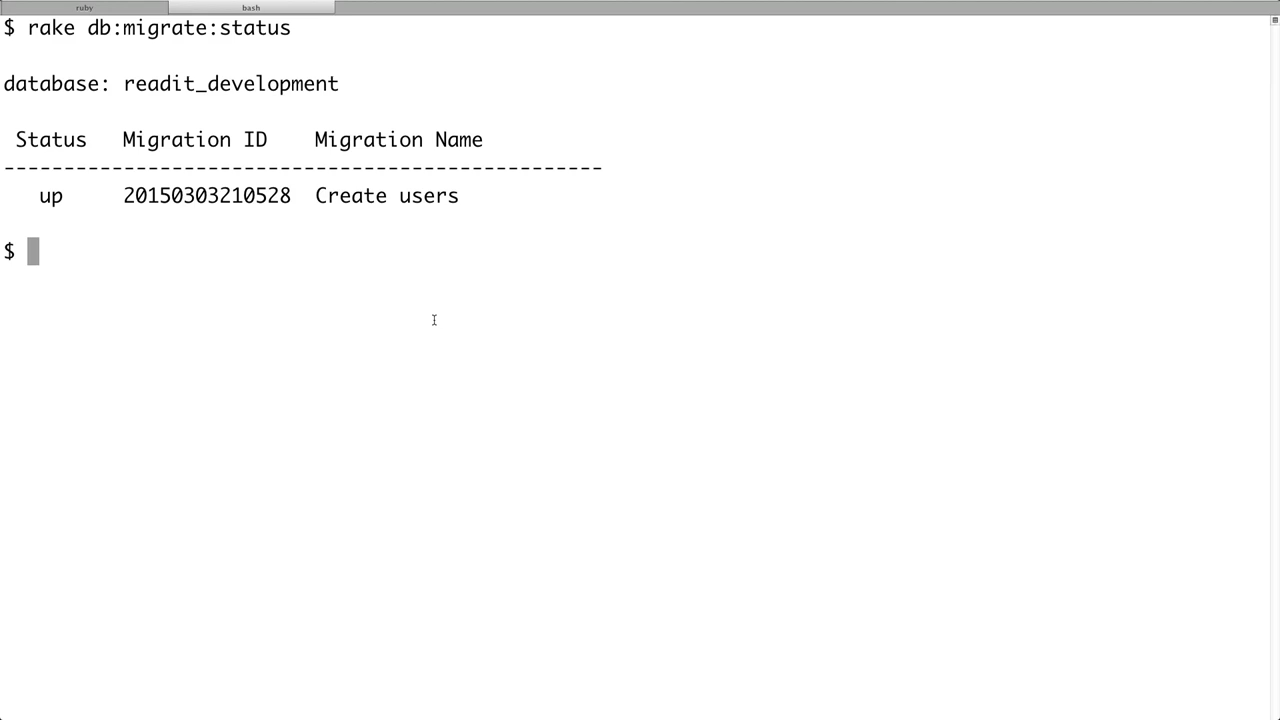 ruby bash
$ rake db:migrate:status
database: readit_development
Status Migration ID Migration Name
--------------------------------------------------
up 20150303210528 Create users
$